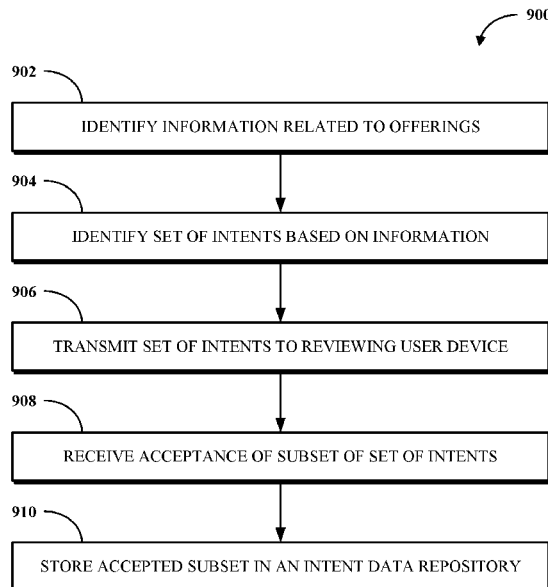 900
902
IDENTIFY INFORMATION RELATED TO OFFERINGS
904
IDENTIFY SET OF INTENTS BASED ON INFORMATION
906
TRANSMIT SET OF INTENTS TO REVIEWING USER DEVICE
908
RECEIVE ACCEPTANCE OF SUBSET OF SET OF INTENTS
910
STORE ACCEPTED SUBSET IN AN INTENT DATA REPOSITORY